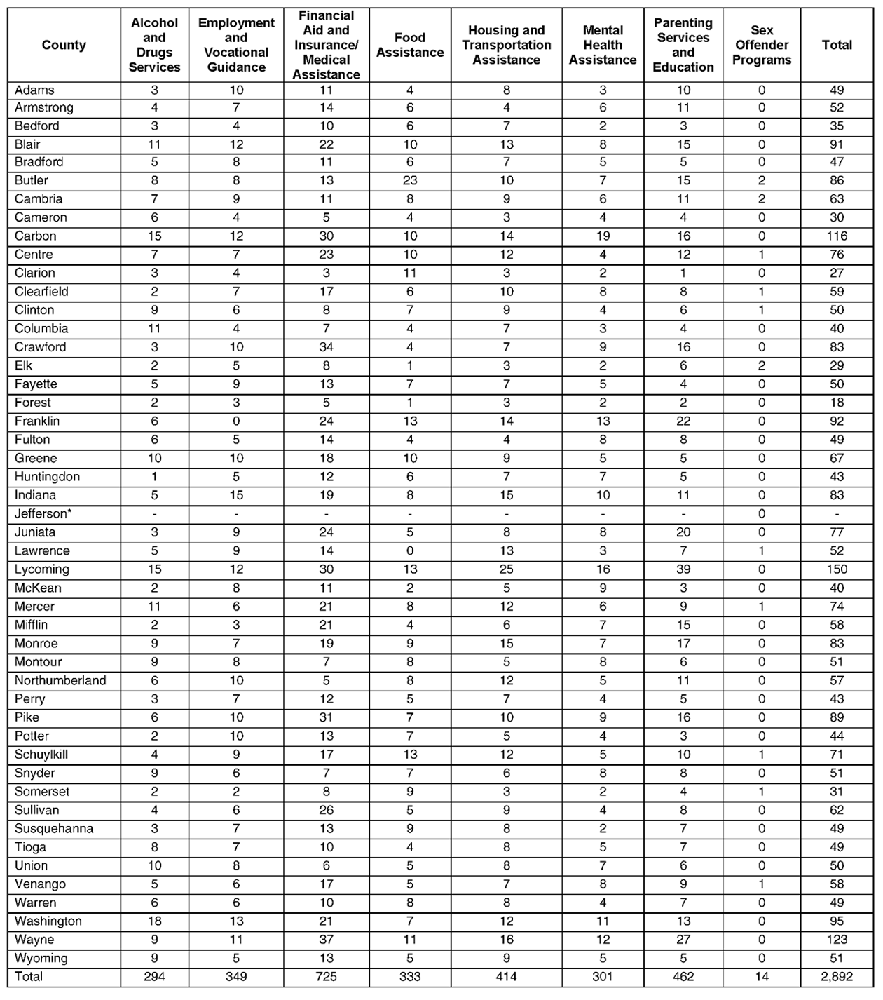 County | Alcohol and Drugs Services | Employment and Vocational Guidance | Financial Aid and Insurance/ Medical Assistance | Food Assistance | Housing and Transportation Assistance | Mental Health Assistance | Parenting Services and Education | Sex Offender Programs | Total
Adams 3 10 11 4 8 3 10 0 49
Armstrong 4 7 14 6 4 6 11 0 52
Bedford 3 4 10 6 7 2 3 0 35
Blair 11 12 22 10 13 8 15 0 91
Bradford 5 8 11 6 7 5 5 0 47
Butler 8 8 13 23 10 7 15 2 86
Cambria 7 9 11 8 9 6 11 2 63
Cameron 6 4 5 4 3 4 4 0 30
Carbon 15 12 30 10 14 19 16 0 116
Centre 7 7 23 10 12 4 12 1 76
Clarion 3 4 3 11 3 2 1 0 27
Clearfield 2 7 17 6 10 8 8 1 59
Clinton 9 6 8 7 9 4 6 1 50
Columbia 11 4 7 4 7 3 4 0 40
Crawford 3 10 34 4 7 9 16 0 83
Elk 2 5 8 1 3 2 6 2 29
Fayette 5 9 13 7 7 5 4 0 50
Forest 2 3 5 1 3 2 2 0 18
Franklin 6 0 24 13 14 13 22 0 92
Fulton 6 5 14 4 4 8 8 0 49
Greene 10 10 18 10 9 5 5 0 67
Huntingdon 1 5 12 6 7 7 5 0 43
Indiana 5 15 19 8 15 10 11 0 83
Jefferson* - - - - - - - 0 -
Juniata 3 9 24 5 8 8 20 0 77
Lawrence 5 9 14 0 13 3 7 1 52
Lycoming 15 12 30 13 25 16 39 0 150
McKean 2 8 11 2 5 9 3 0 40
Mercer 11 6 21 8 12 6 9 1 74
Mifflin 2 3 21 4 6 7 15 0 58
Monroe 9 7 19 9 15 7 17 0 83
Montour 9 8 7 8 5 8 6 0 51
Northumberland 6 10 5 8 12 5 11 0 57
Perry 3 7 12 5 7 4 5 0 43
Pike 6 10 31 7 10 9 16 0 89
Potter 2 10 13 7 5 4 3 0 44
Schuylkill 4 9 17 13 12 5 10 1 71
Snyder 9 6 7 7 6 8 8 0 51
Somerset 2 2 8 9 3 2 4 1 31
Sullivan 4 6 26 5 9 4 8 0 62
Susquehanna 3 7 13 9 8 2 7 0 49
Tioga 8 7 10 4 8 5 7 0 49
Union 10 8 6 5 8 7 6 0 50
Venango 5 6 17 5 7 8 9 1 58
Warren 6 6 10 8 8 4 7 0 49
Washington 18 13 21 7 12 11 13 0 95
Wayne 9 11 37 11 16 12 27 0 123
Wyoming 9 5 13 5 9 5 5 0 51
Total 294 349 725 333 414 301 462 14 2,892